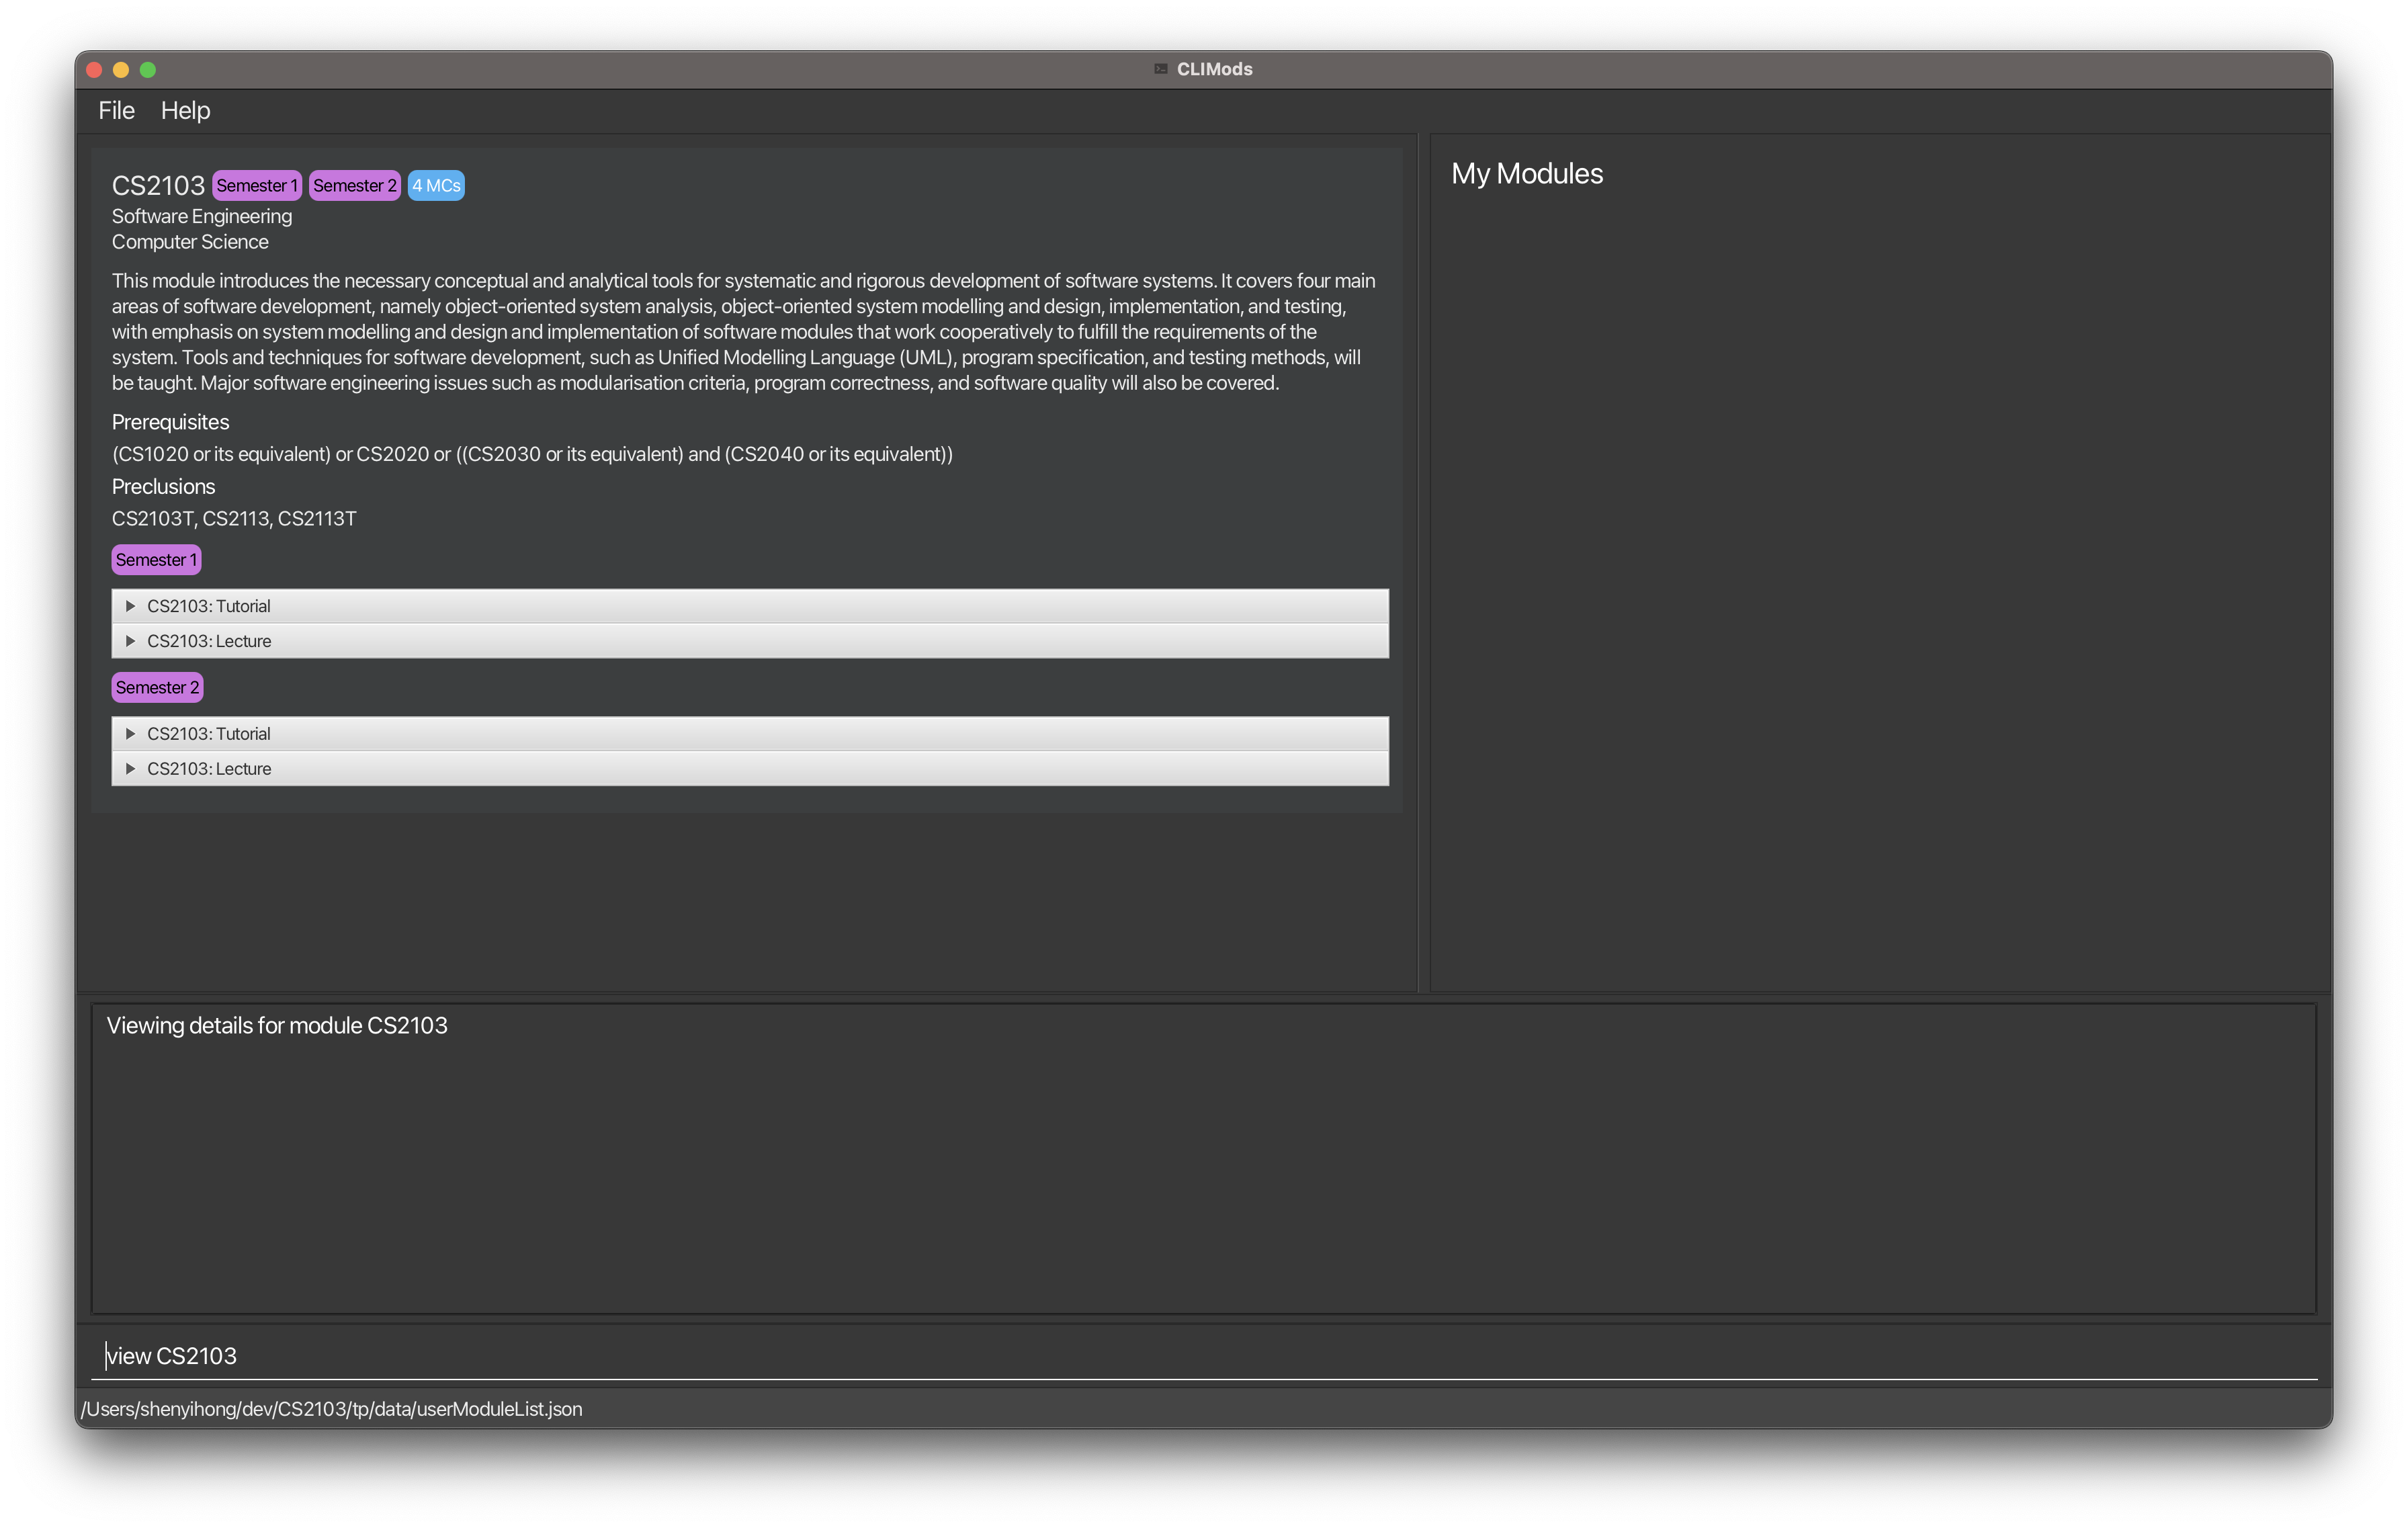 CLIMods
File Help
CS2103 Semester 1 Semester 2 4 MCs
Software Engineering
Computer Science
This module introduces the necessary conceptual and analytical tools for systematic and rigorous development of software systems. It covers four main
areas of software development, namely object-oriented system analysis, object-oriented system modelling and design, implementation, and testing,
with emphasis on system modelling and design and implementation of software modules that work cooperatively to fulfill the requirements of the
system. Tools and techniques for software development, such as Unified Modelling Language (UML), program specification, and testing methods, will
be taught. Major software engineering issues such as modularisation criteria, program correctness, and software quality will also be covered.
Prerequisites
(CS1020 or its equivalent) or CS2020 or ((CS2030 or its equivalent) and (CS2040 or its equivalent))
Preclusions
CS2103T, CS2113, CS2113T
Semester 1
CS2103: Tutorial
CS2103: Lecture
Semester 2
CS2103: Tutorial
CS2103: Lecture
My Modules
Viewing details for module CS2103
view CS2103
/Users/shenyihong/dev/CS2103/tp/data/userModuleList.json